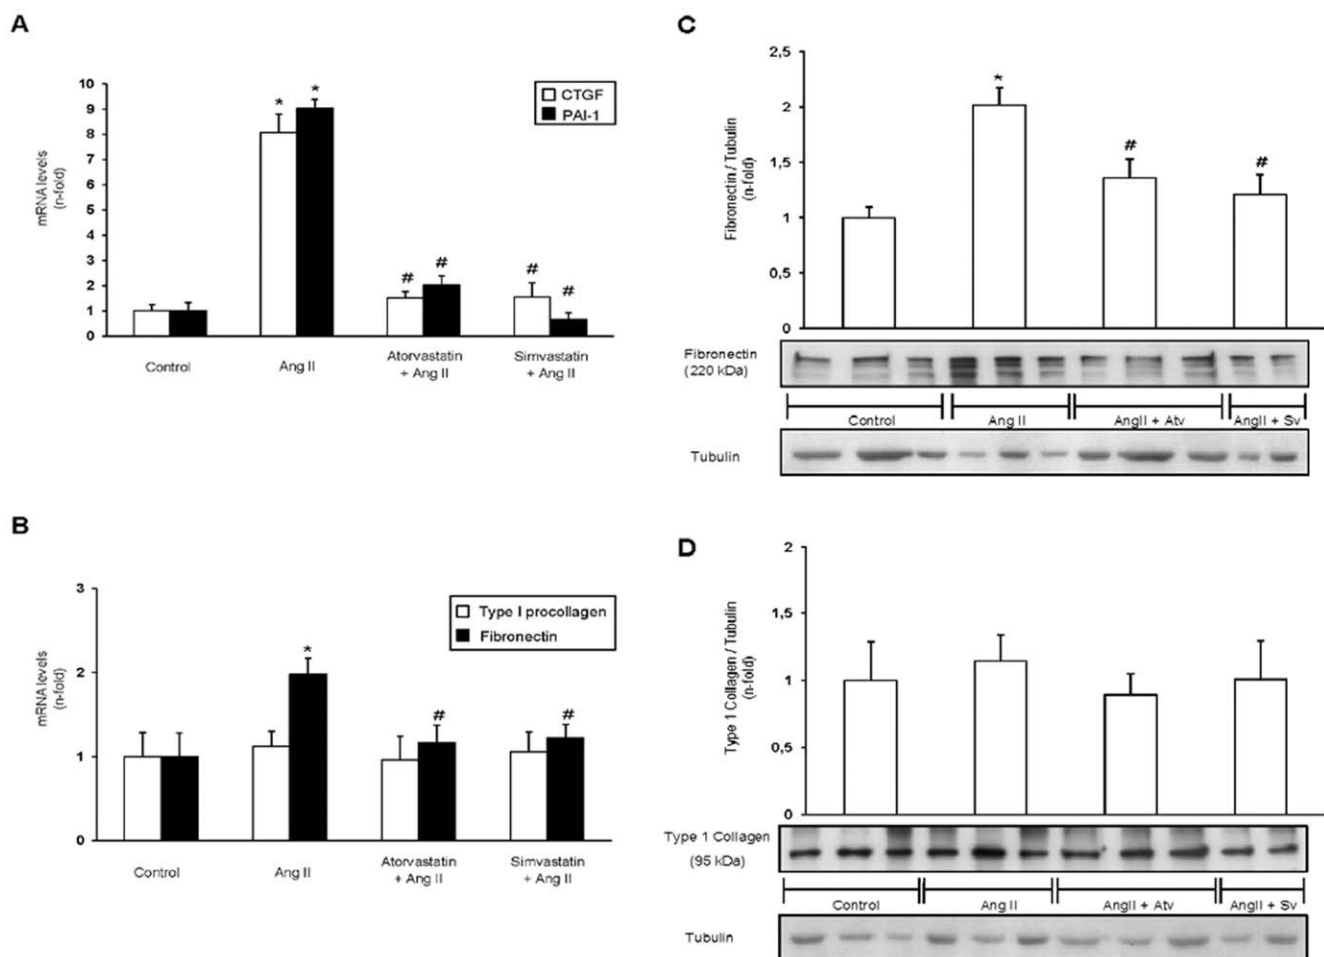 A
mRNA levels
(n-fold)
10
9
8
7
6
5
4
3
2
1
0
* *
# #
# #
CTGF
PAI-1
Control
Ang II
Atorvastatin
+ Ang II
Simvastatin
+ Ang II
B
mRNA levels
(n-fold)
3
2
1
0
*
#
#
Type I procollagen
Fibronectin
Control
Ang II
Atorvastatin
+ Ang II
Simvastatin
+ Ang II
C
Fibronectin / Tubulin
(n-fold)
2,5
2
1,5
1
0,5
0
*
#
#
Fibronectin
(220 kDa)
Control
Ang II
AngII + Atv
AngII + Sv
Tubulin
D
Type 1 Collagen / Tubulin
(n-fold)
2
1,5
1
0,5
0
Type 1 Collagen
(95 kDa)
Control
Ang II
AngII + Atv
AngII + Sv
Tubulin